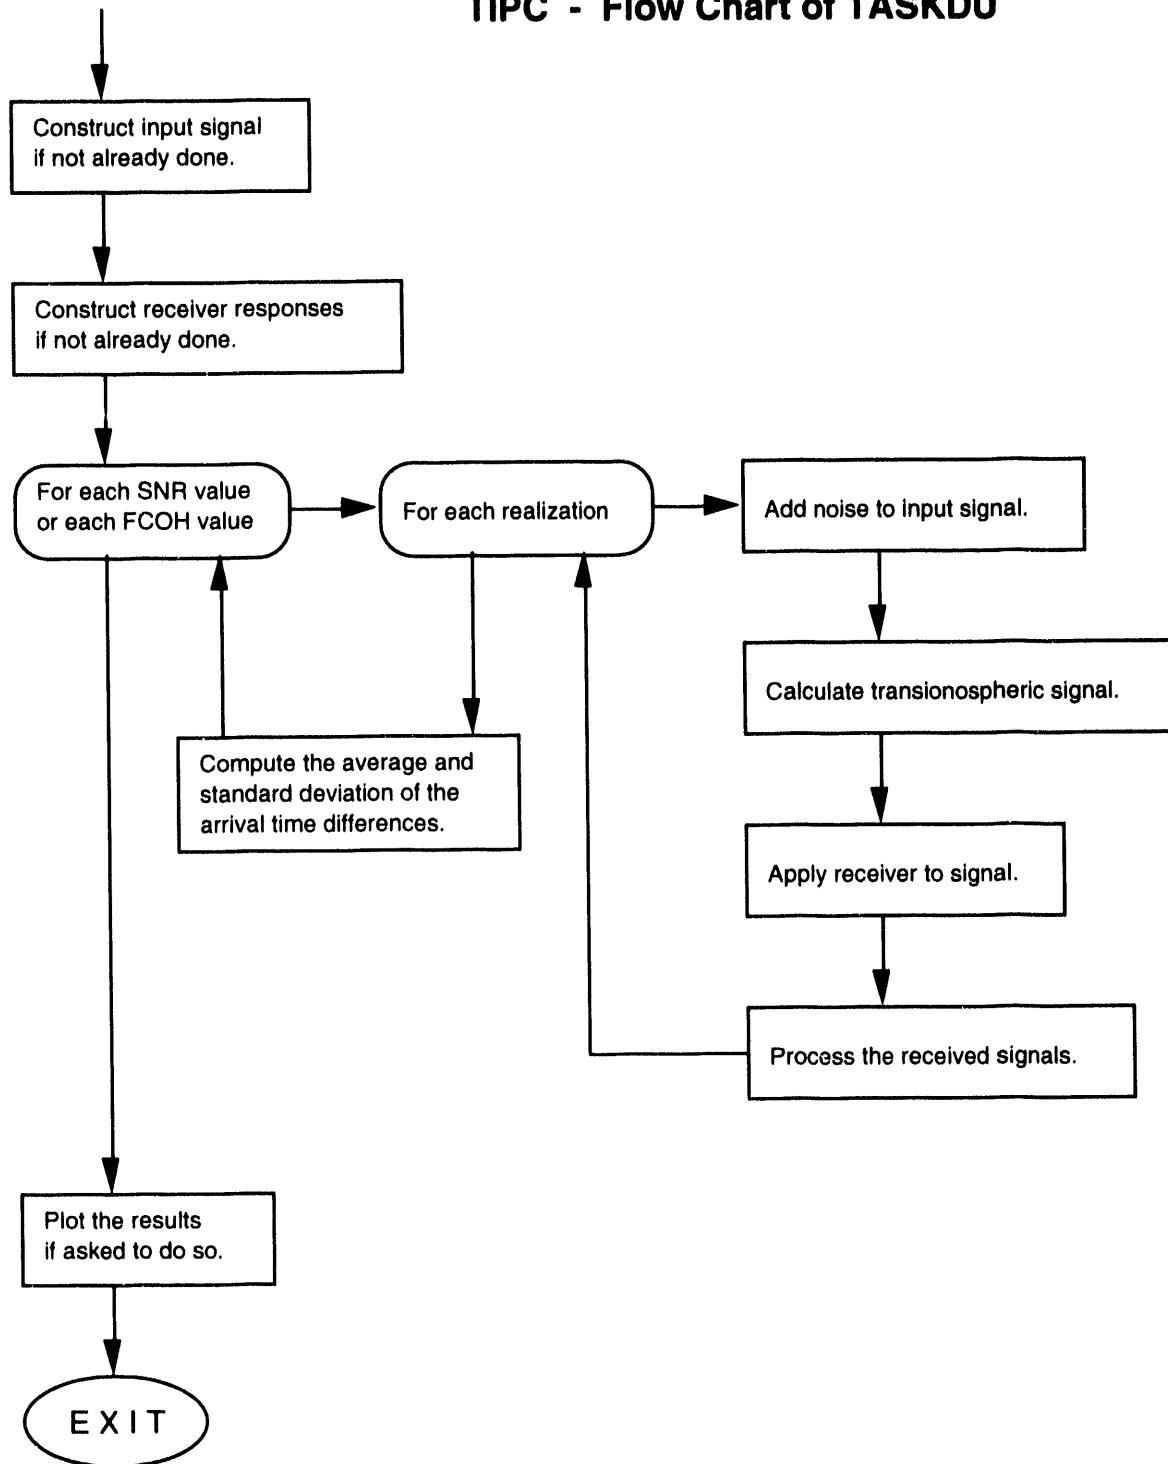 TIPC - Flow Chart of TASKDU
Construct input signal
if not already done.
Construct receiver responses
if not already done.
For each SNR value
or each FCOH value
For each realization
Add noise to input signal.
Calculate transionospheric signal.
Compute the average and
standard deviation of the
arrival time differences.
Apply receiver to signal.
Process the received signals.
Plot the results
if asked to do so.
EXIT